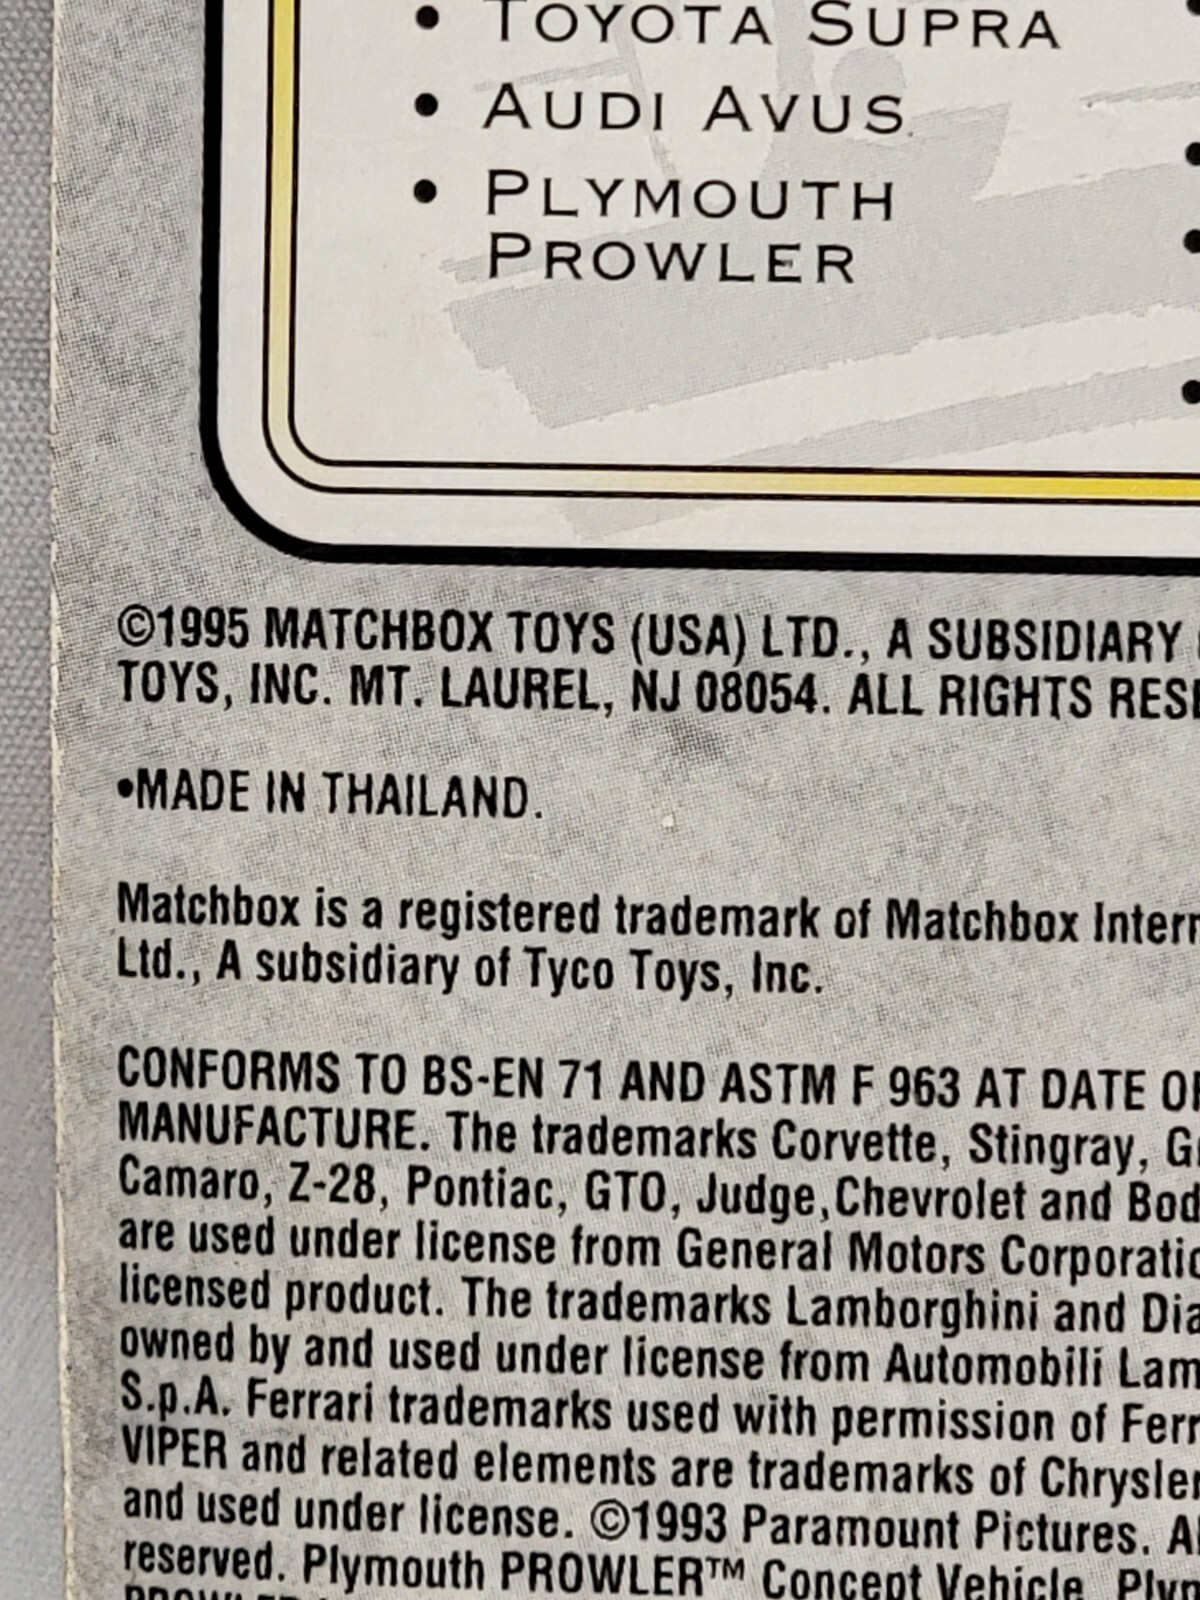 • TOYOTA SUPRA
• AUDI AVUS
• PLYMOUTH
PROWLER
©1995 MATCHBOX TOYS (USA) LTD., A SUBSIDIARY
TOYS, INC. MT. LAUREL, NJ 08054. ALL RIGHTS
•MADE IN THAILAND.
Matchbox is a registered trademark of Matchbox
Ltd., A subsidiary of Tyco Toys, Inc.
CONFORMS TO BS-EN 71 AND ASTM F 963 AT DATE
MANUFACTURE. The trademarks Corvette, Stingray,
Camaro, Z-28, Pontiac, GTO, Judge,Chevrolet and
are used under license from General Motors
licensed product. The trademarks Lamborghini and
owned by and used under license from Automobili
S.p.A. Ferrari trademarks used with permission of
VIPER and related elements are trademarks of Chrysler
and used under license. ©1993 Paramount Pictures.
reserved. Plymouth PROWLER™ Concept Vehicle.